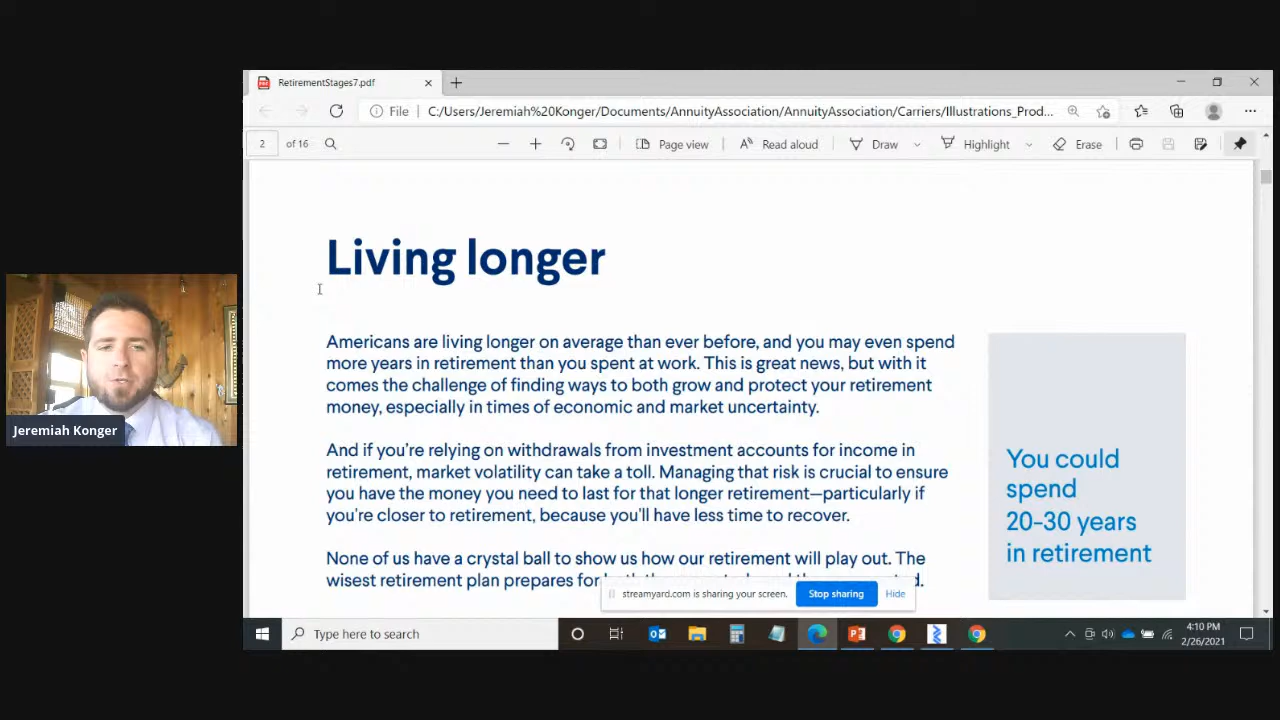 RetirementStages7.pdf
File
C:/Users/Jeremiah%20Konger/Documents/AnnuityAssociation/AnnuityAssociation/Carriers/Illustrations_Prod...
2 of 16
Page view
Read aloud
Draw
Highlight
Erase
Living longer
Americans are living longer on average than ever before, and you may even spend
more years in retirement than you spent at work. This is great news, but with it
comes the challenge of finding ways to both grow and protect your retirement
money, especially in times of economic and market uncertainty.
And if you're relying on withdrawals from investment accounts for income in
retirement, market volatility can take a toll. Managing that risk is crucial to ensure
you have the money you need to last for that longer retirement—particularly if
you're closer to retirement, because you'll have less time to recover.
None of us have a crystal ball to show us how our retirement will play out. The
wisest retirement plan prepares for
You could
spend
20-30 years
in retirement
Jeremiah Konger
streamyard.com is sharing your screen.
Stop sharing
Hide
Type here to search
4:10 PM
2/26/2021